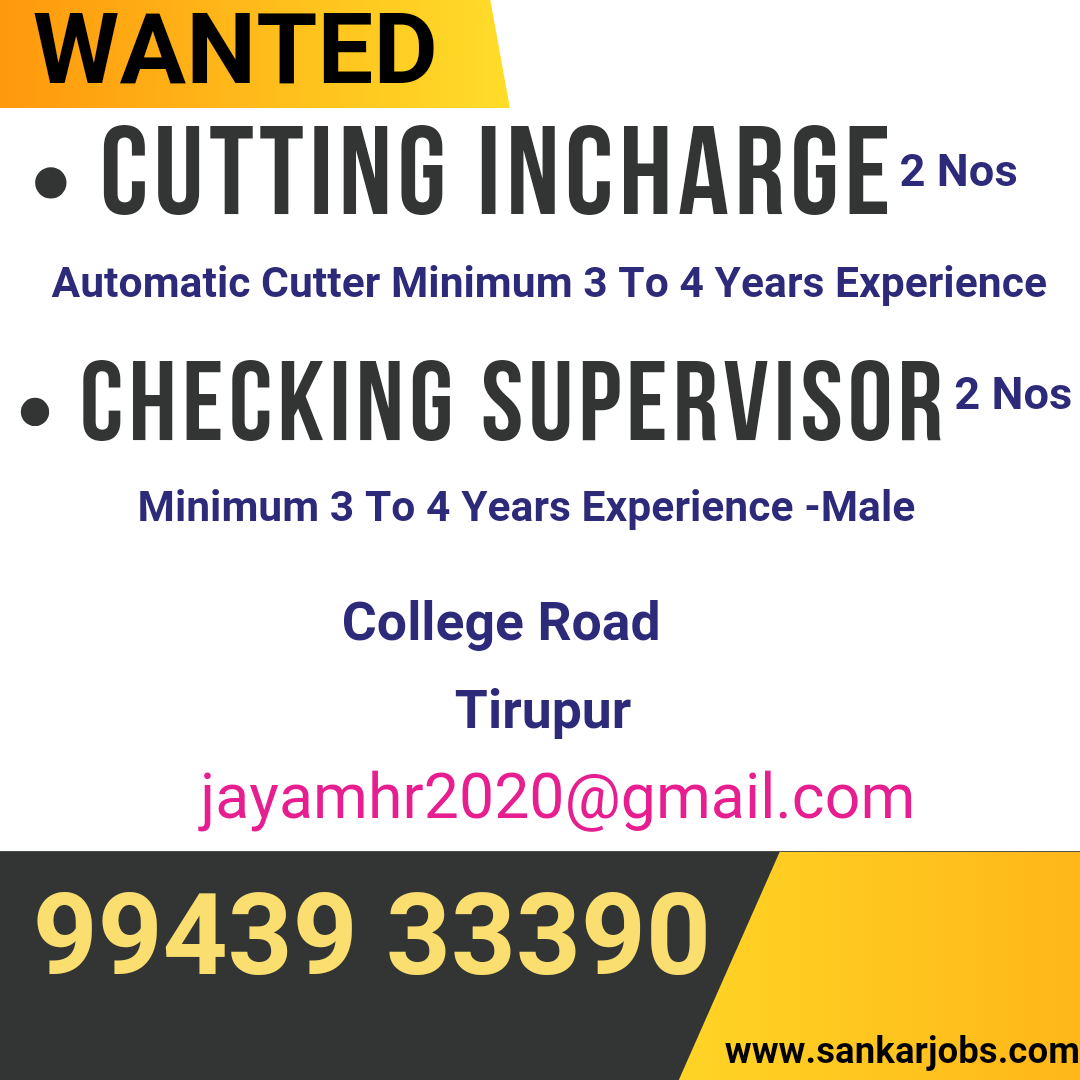 WANTED
• CUTTING INCHARGE 2 Nos
Automatic Cutter Minimum 3 To 4 Years Experience
• CHECKING SUPERVISOR 2 Nos
Minimum 3 To 4 Years Experience -Male
College Road
Tirupur
jayamhr2020@gmail.com
99439 33390
www.sankarjobs.com